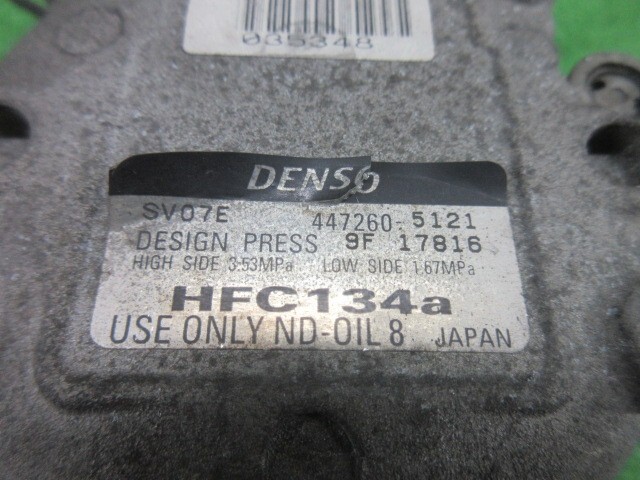 035348
DENSO
SV07E 447260-5121
DESIGN PRESS 9F 17816
HIGH SIDE 3.53MPa LOW SIDE 1.67MPa
HFC134a
USE ONLY ND-OIL 8 JAPAN